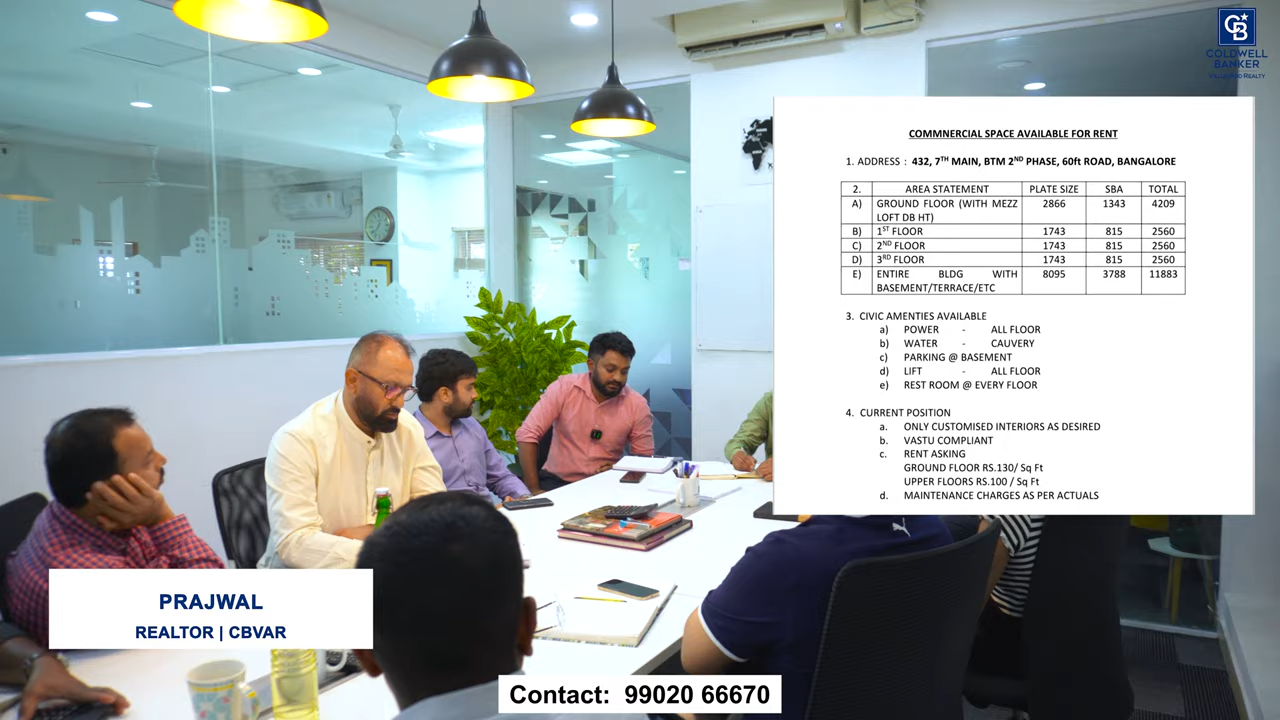 CB
COLDWELL
BANKER
COMMNERCIAL SPACE AVAILABLE FOR RENT
1. ADDRESS : 432, 7TH MAIN, BTM 2ND PHASE, 60ft ROAD, BANGALORE
2. AREA STATEMENT PLATE SIZE SBA TOTAL
A) GROUND FLOOR (WITH MEZZ 2866 1343 4209
LOFT DB HT)
B) 1ST FLOOR 1743 815 2560
C) 2ND FLOOR 1743 815 2560
D) 3RD FLOOR 1743 815 2560
E) ENTIRE BLDG WITH 8095 3788 11883
BASEMENT/TERRACE/ETC
3. CIVIC AMENTIES AVAILABLE
a) POWER - ALL FLOOR
b) WATER - CAUVERY
c) PARKING @ BASEMENT
d) LIFT - ALL FLOOR
e) REST ROOM @ EVERY FLOOR
4. CURRENT POSITION
a. ONLY CUSTOMISED INTERIORS AS DESIRED
b. VASTU COMPLIANT
c. RENT ASKING
GROUND FLOOR RS.130/ Sq Ft
UPPER FLOORS RS.100 / Sq Ft
d. MAINTENANCE CHARGES AS PER ACTUALS
PRAJWAL
REALTOR | CBVAR
Contact: 99020 66670